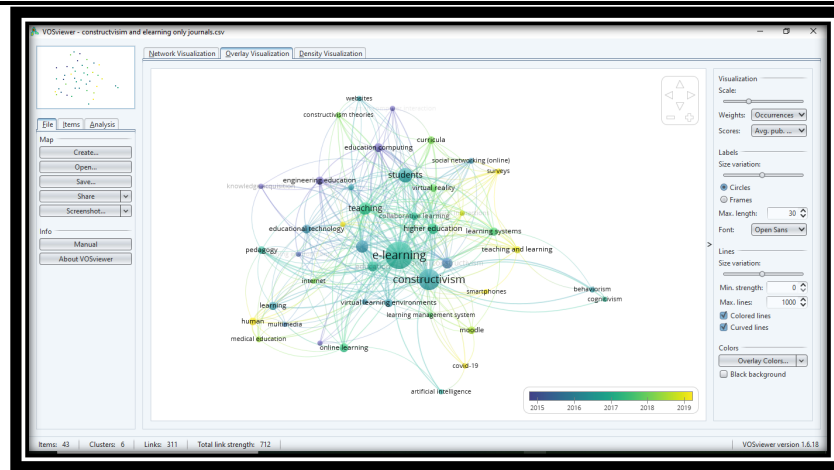 VOSviewer - constructvisim and elearning only journals.csv
Network Visualization
Overlay Visualization
Density Visualization
File
Items
Analysis
Map
Create...
Open...
Save...
Share
Screenshot...
Info
Manual
About VOSviewer
websites
constructivism theories
education computing
curricula
social networking (online)
surveys
students
engineering education
virtual reality
teaching
collaborative learning
higher education
learning systems
educational technology
teaching and learning
pedagogy
e-learning
constructivism
internet
smartphones
behaviorism
cognitivism
virtual learning environments
learning
learning management system
human
multimedia
moodle
medical education
online learning
covid-19
artificial intelligence
2015
2016
2017
2018
2019
Visualization
Scale:
Weights:
Occurrences
Scores:
Avg. pub. ...
Labels
Size variation:
Circles
Frames
Max. length:
30
Font:
Open Sans
Lines
Size variation:
Min. strength:
0
Max. lines:
1000
Colored lines
Curved lines
Colors
Overlay Colors...
Black background
>
Items: 43
Clusters: 6
Links: 311
Total link strength: 712
VOSviewer version 1.6.18